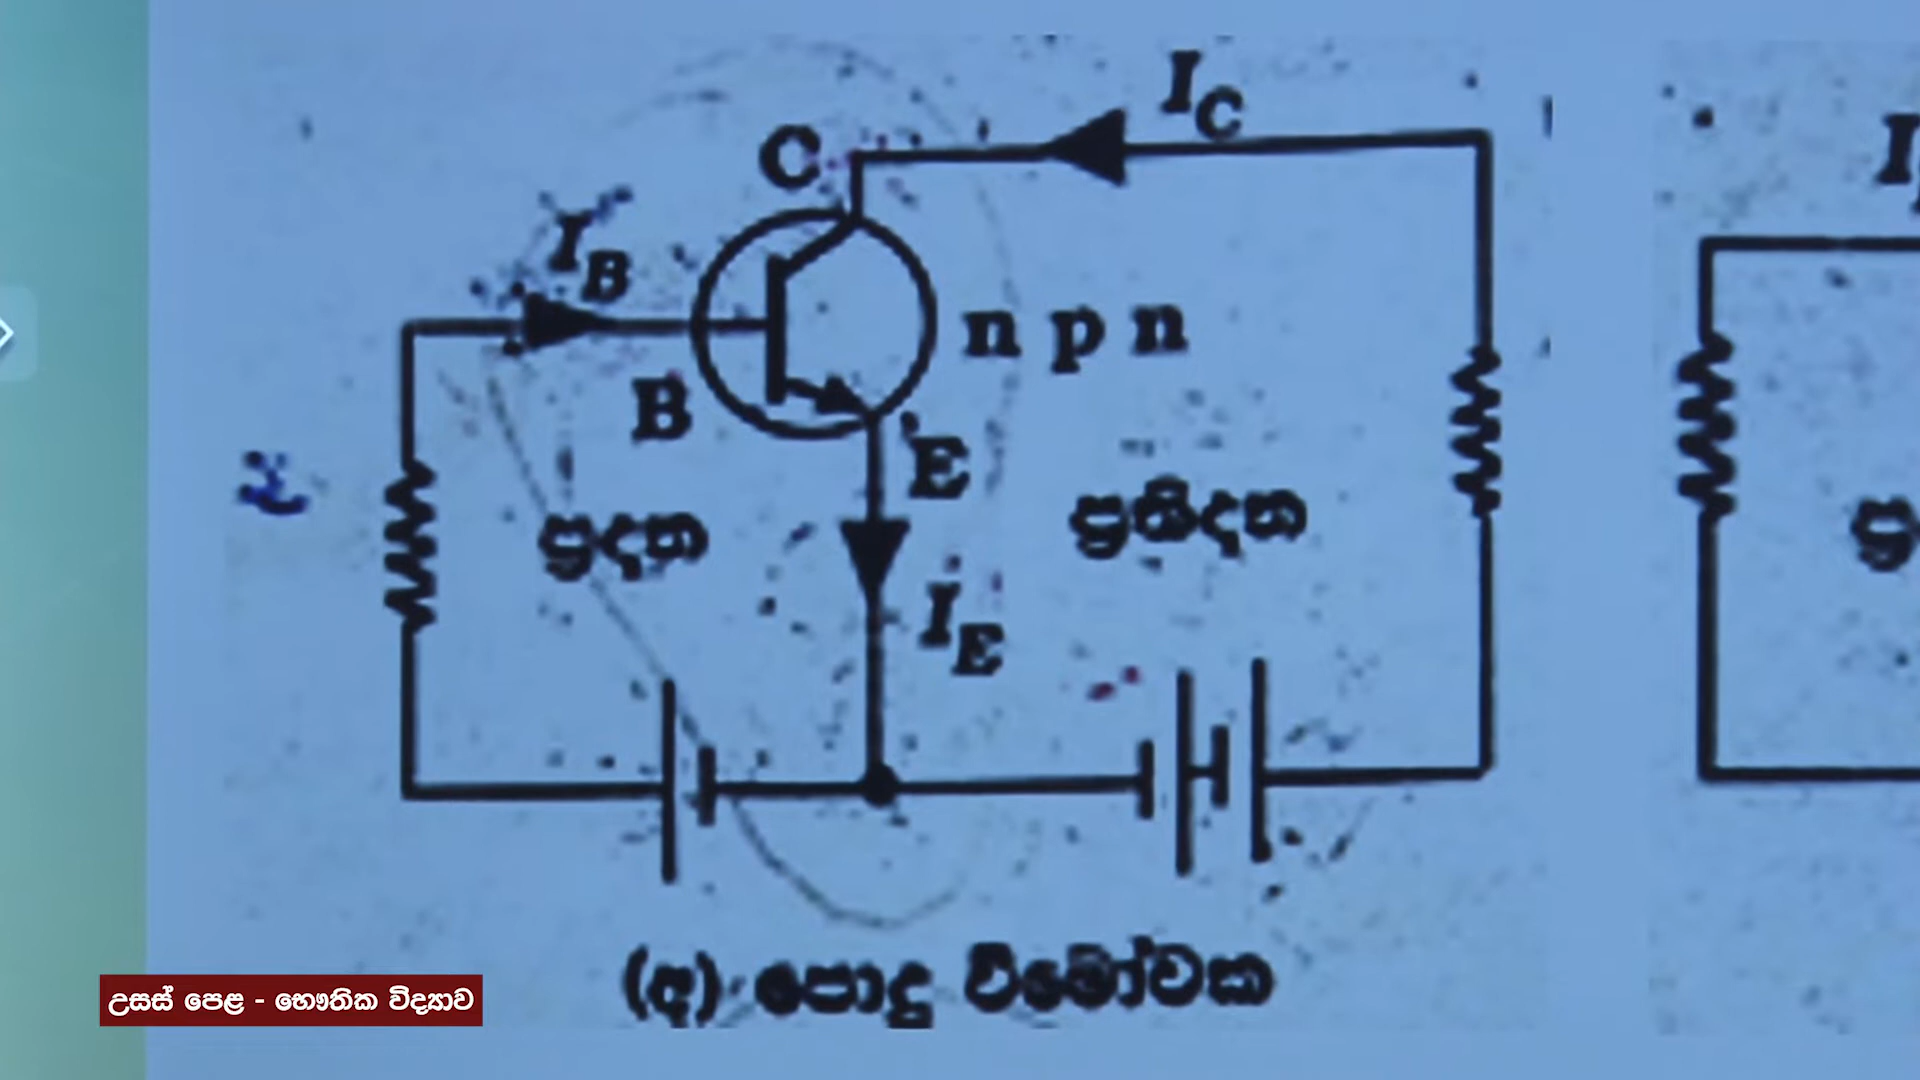 I_C
C
I_B
n p n
B
E
ප්‍රදාන
ප්‍රතිදාන
I_E
(අ) පොදු විමෝචක
උසස් පෙළ - භෞතික විද්‍යාව